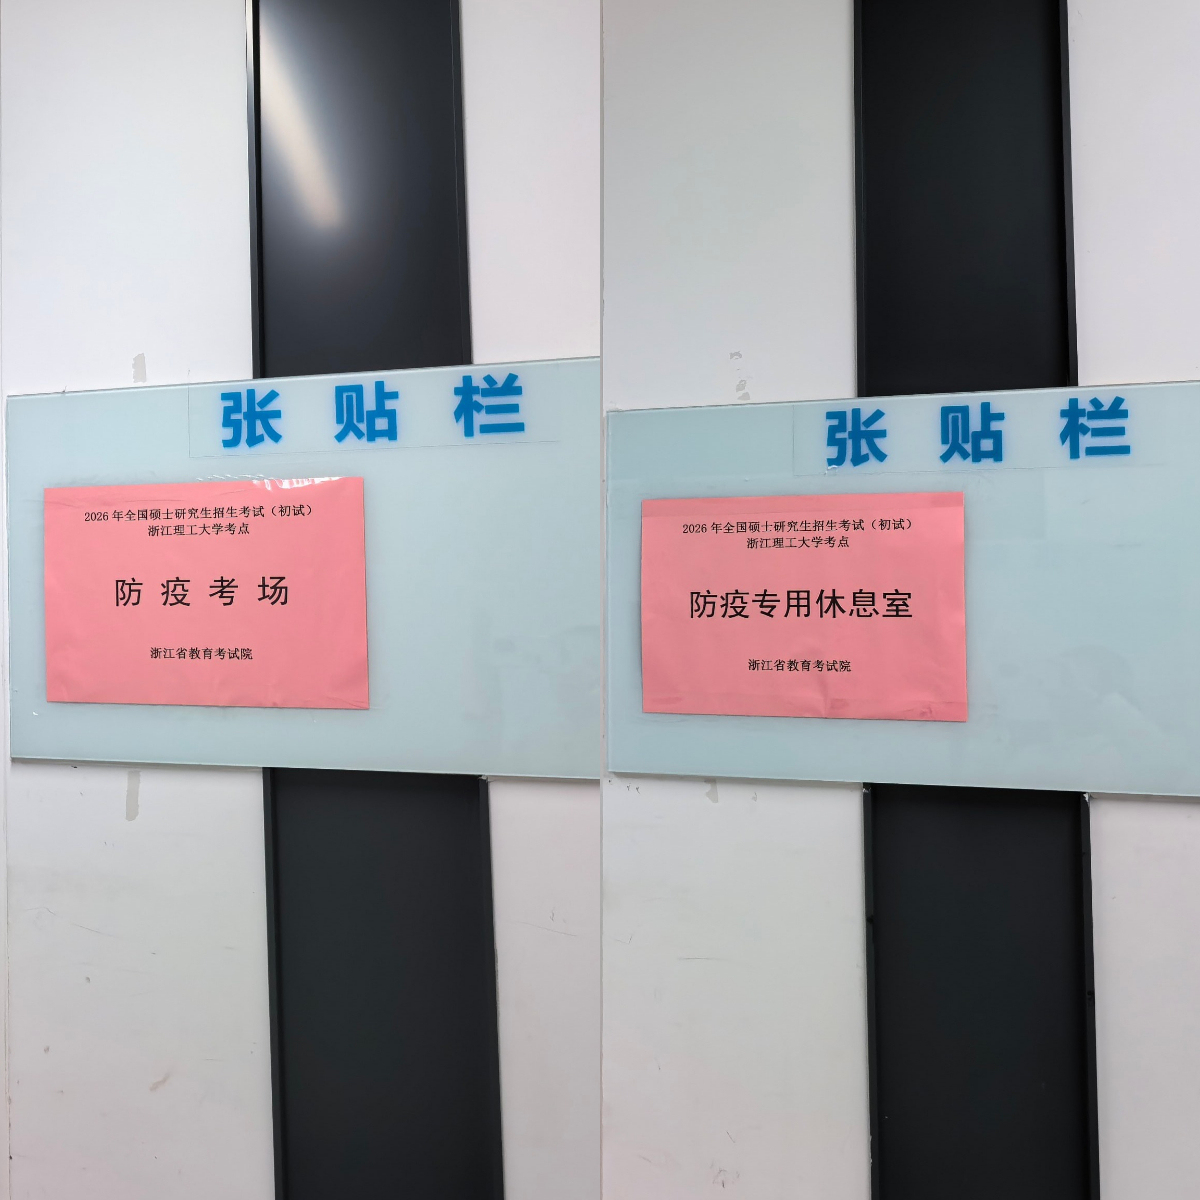 张贴栏
2026年全国硕士研究生招生考试（初试）
浙江理工大学考点
防疫考场
浙江省教育考试院
张贴栏
2026年全国硕士研究生招生考试（初试）
浙江理工大学考点
防疫专用休息室
浙江省教育考试院